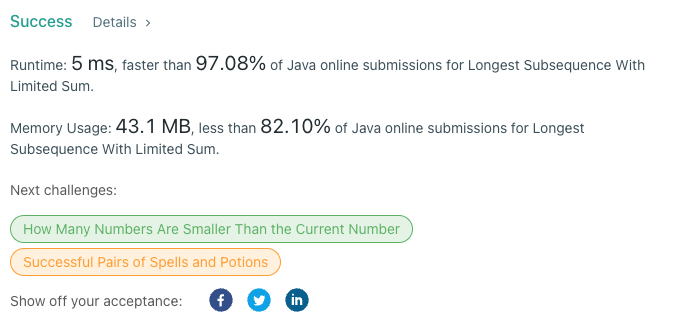 Success Details >
Runtime: 5 ms, faster than 97.08% of Java online submissions for Longest Subsequence With
Limited Sum.
Memory Usage: 43.1 MB, less than 82.10% of Java online submissions for Longest
Subsequence With Limited Sum.
Next challenges:
How Many Numbers Are Smaller Than the Current Number
Successful Pairs of Spells and Potions
Show off your acceptance: f in